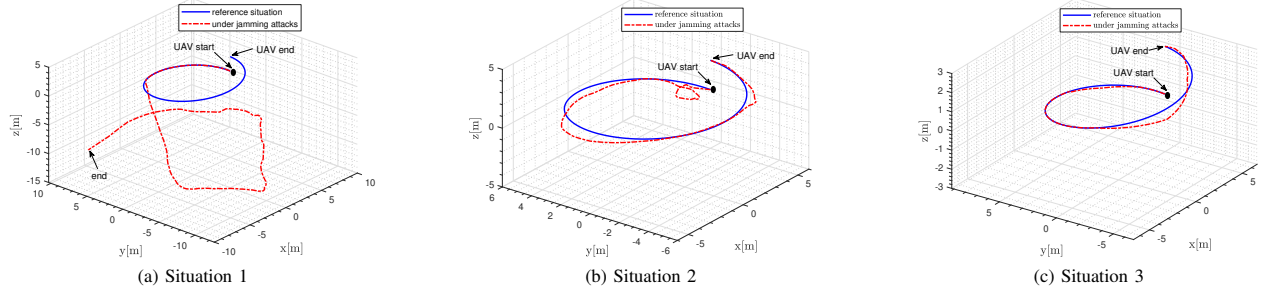 reference situation
under jamming attacks
UAV start
UAV end
end
5
0
-5
-10
-15
z[m]
10
5
0
-5
-10
y[m]
10
5
0
-5
-10
x[m]
(a) Situation 1
reference situation
under jamming attacks
UAV end
UAV start
5
0
-5
z[m]
6
4
2
0
-2
-4
-6
y[m]
5
0
-5
x[m]
(b) Situation 2
reference situation
under jamming attacks
UAV end
UAV start
3
2
1
0
-1
-2
-3
z[m]
5
0
-5
y[m]
5
0
-5
x[m]
(c) Situation 3